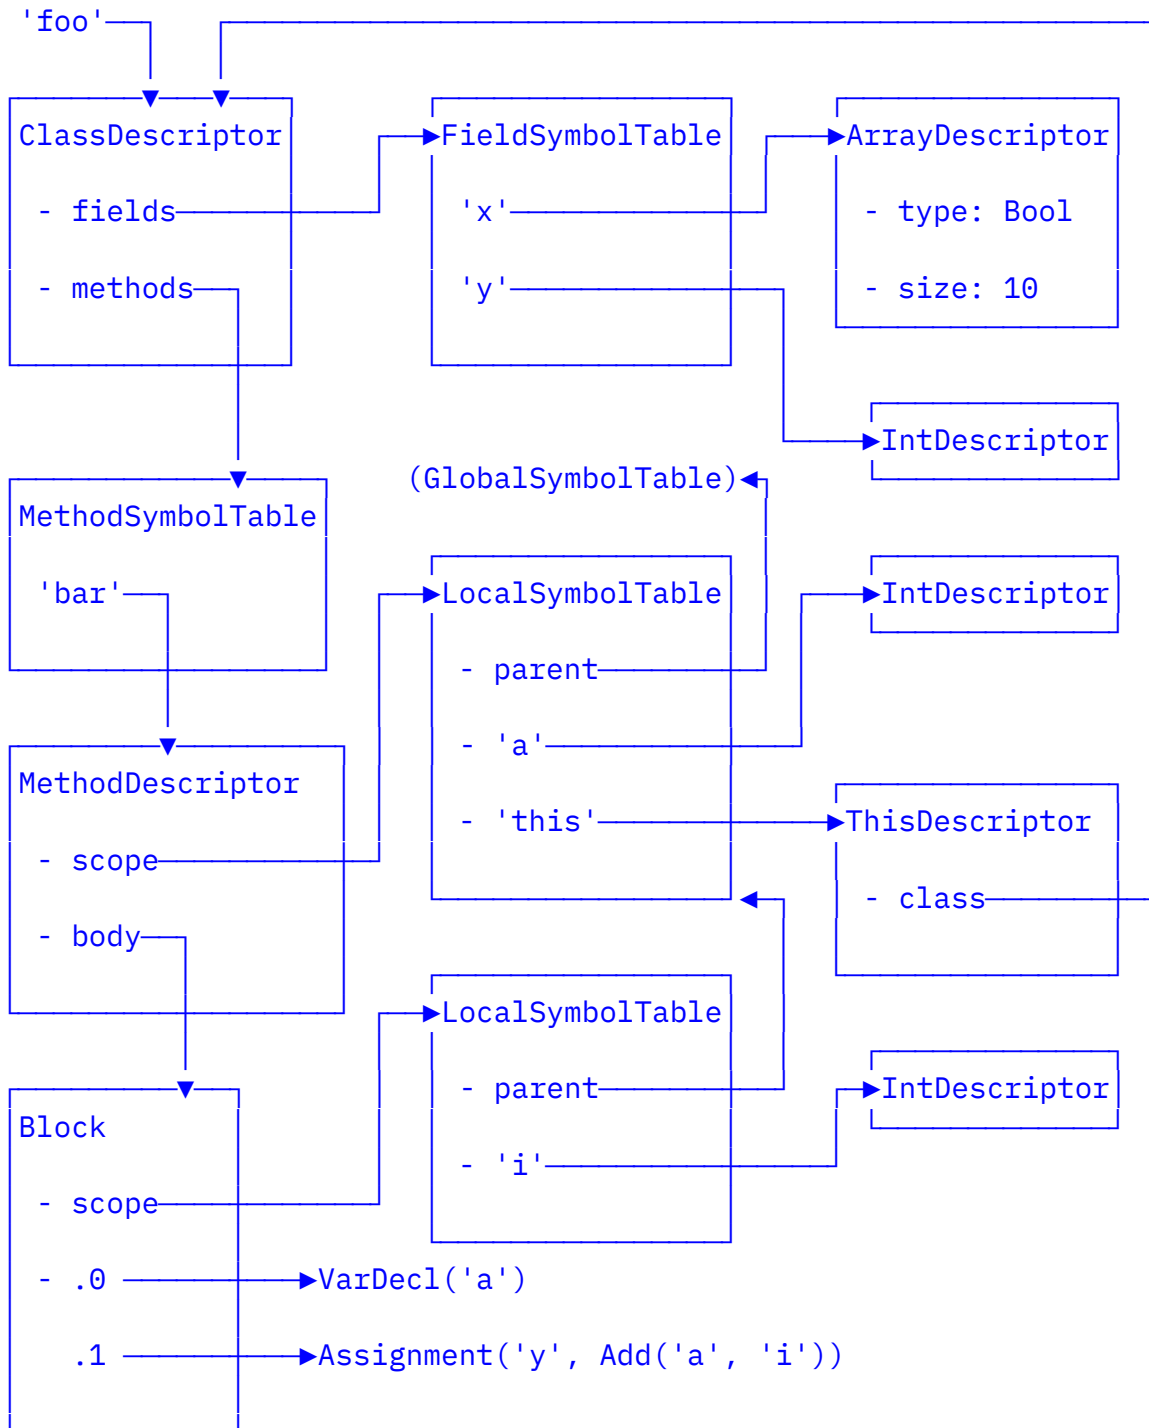 'foo'
ClassDescriptor
- fields
- methods
FieldSymbolTable
'x'
'y'
ArrayDescriptor
- type: Bool
- size: 10
IntDescriptor
(GlobalSymbolTable)
MethodSymbolTable
'bar'
LocalSymbolTable
- parent
- 'a'
- 'this'
IntDescriptor
MethodDescriptor
- scope
- body
ThisDescriptor
- class
LocalSymbolTable
- parent
- 'i'
IntDescriptor
Block
- scope
- .0 VarDecl('a')
.1 Assignment('y', Add('a', 'i'))